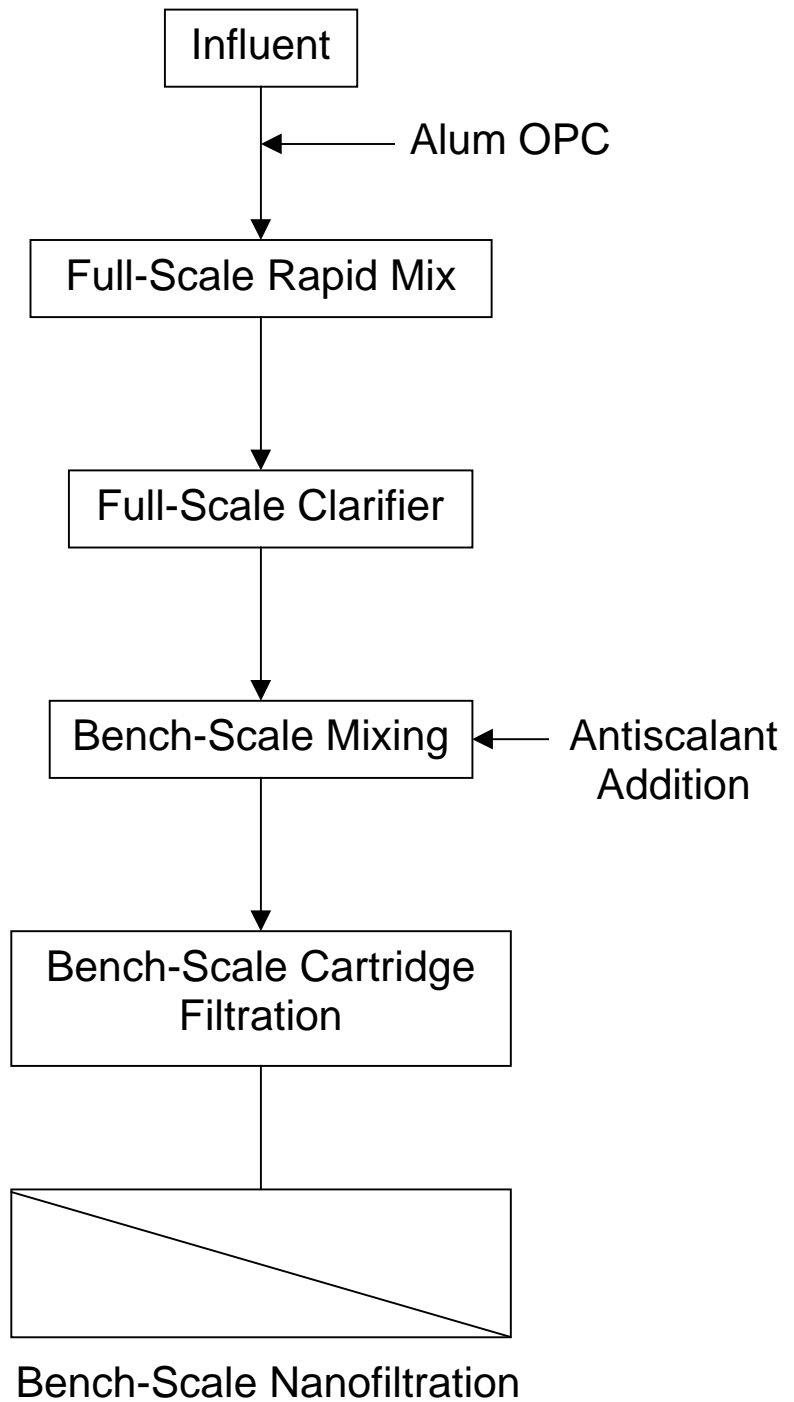 Influent
Alum OPC
Full-Scale Rapid Mix
Full-Scale Clarifier
Bench-Scale Mixing
Antiscalant
Addition
Bench-Scale Cartridge
Filtration
Bench-Scale Nanofiltration